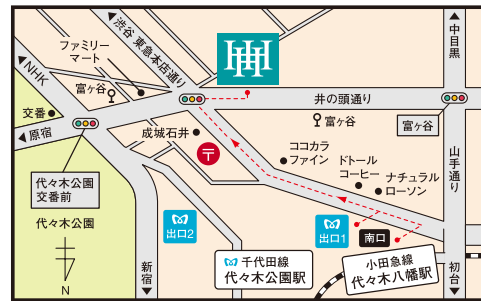 渋谷 東急本店通り
ファミリー
マート
HH
中目黒
NHK
富ヶ谷
井の頭通り
交番
富ヶ谷
富ヶ谷
原宿
成城石井
〒
ココカラ
ファイン
ドトール
コーヒー
ナチュラル
ローソン
山手通り
代々木公園
交番前
代々木公園
出口2
出口1
南口
千代田線
代々木公園駅
小田急線
代々木八幡駅
N
新宿
初台